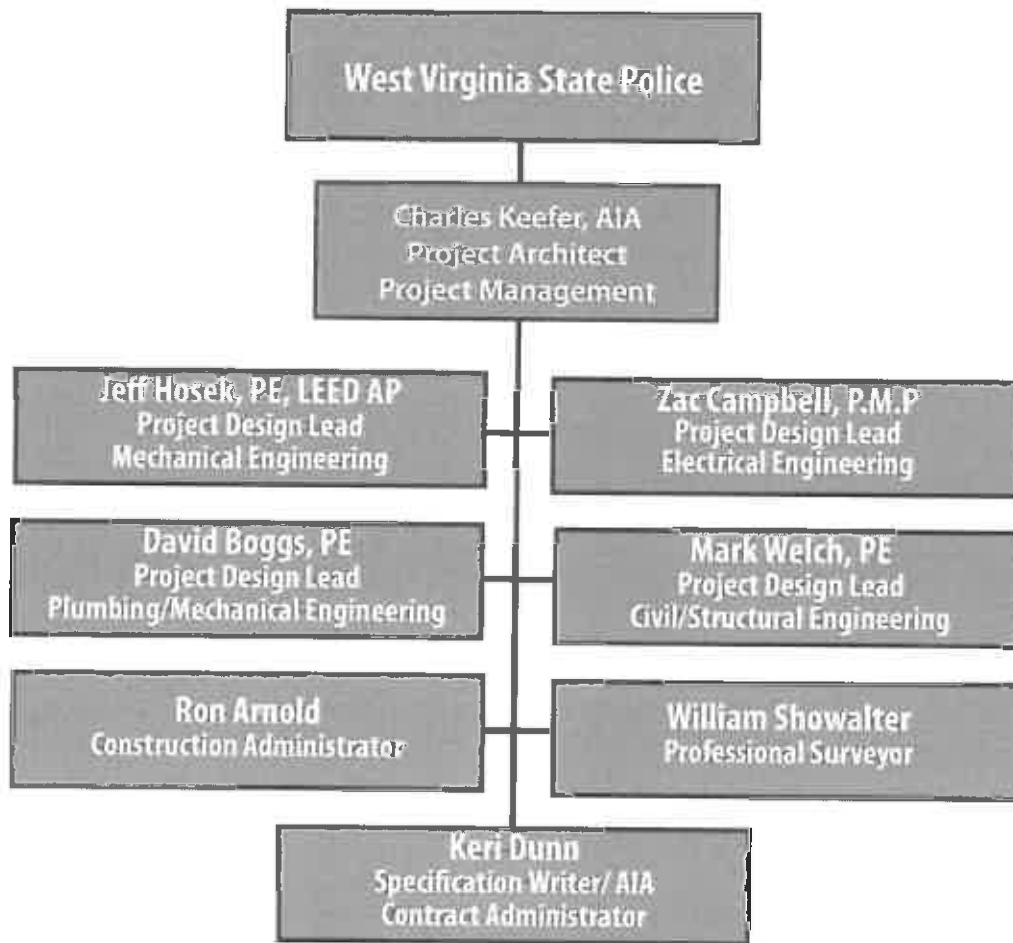 West Virginia State Police
Charles Keefer, AIA
Project Architect
Project Management
Jeff Hosek, PE, LEED AP
Project Design Lead
Mechanical Engineering
Zac Campbell, P.M.P
Project Design Lead
Electrical Engineering
David Boggs, PE
Project Design Lead
Plumbing/Mechanical Engineering
Mark Welch, PE
Project Design Lead
Civil/Structural Engineering
Ron Arnold
Construction Administrator
William Showalter
Professional Surveyor
Keri Dunn
Specification Writer/ AIA
Contract Administrator